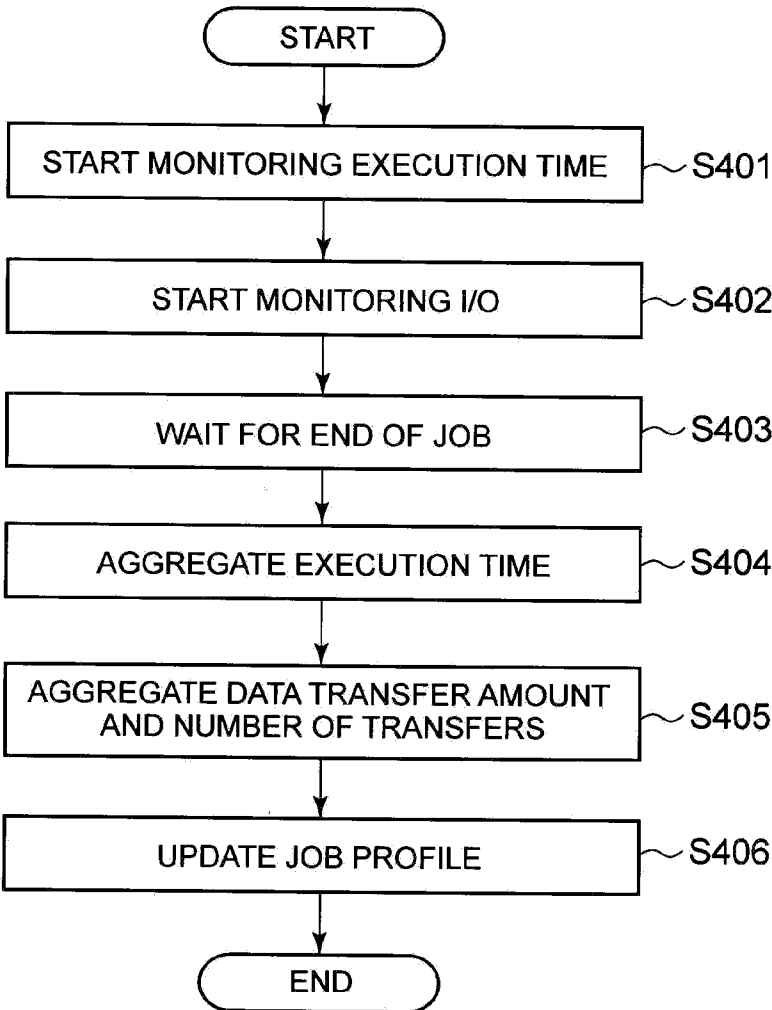 START
START MONITORING EXECUTION TIME
S401
START MONITORING I/O
S402
WAIT FOR END OF JOB
S403
AGGREGATE EXECUTION TIME
S404
AGGREGATE DATA TRANSFER AMOUNT
AND NUMBER OF TRANSFERS
S405
UPDATE JOB PROFILE
S406
END